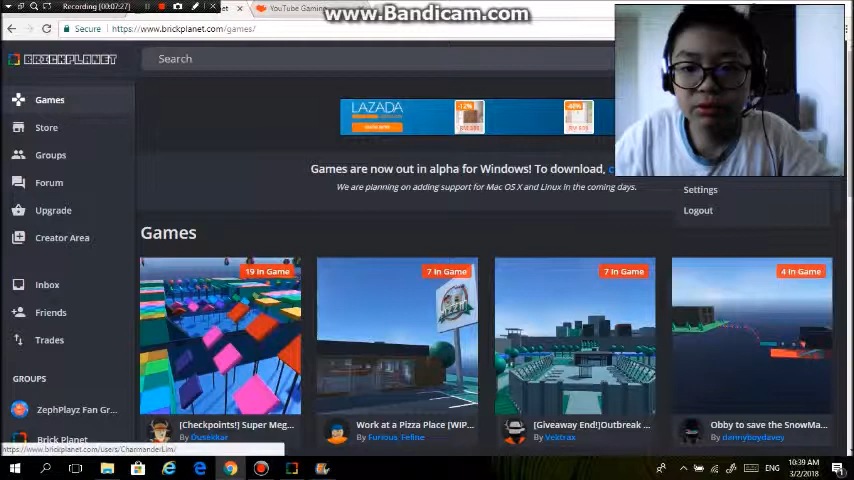 Recording [00:07:27]
YouTube Gaming
www.Bandicam.com
Secure
https://www.brickplanet.com/games/
BRICKPLANET
Search
Games
Store
Groups
Forum
Upgrade
Creator Area
Inbox
Friends
Trades
GROUPS
ZephPlayz Fan Gr...
Brick Planet
LAZADA
-12%
Games are now out in alpha for Windows! To download,
We are planning on adding support for Mac OS X and Linux in the coming days.
Settings
Logout
Games
19 In Game
7 In Game
7 In Game
4 In Game
[Checkpoints!] Super Meg...
By Ousekkar
Work at a Pizza Place [WIP...
By Furious_Feline
[Giveaway End!]Outbreak ...
By Vektrax
Obby to save the SnowMa...
By dannyboydavey
https://www.brickplanet.com/users/CharmanderLim/
ENG
10:39 AM
3/2/2018